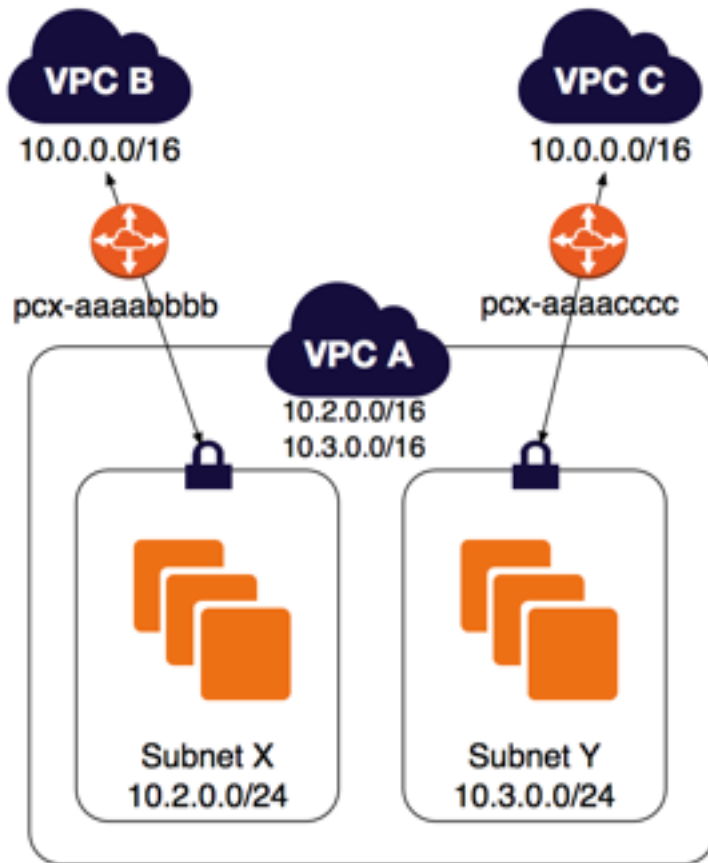 VPC B
10.0.0.0/16
VPC C
10.0.0.0/16
pcx-aaaabbbb
pcx-aaaacccc
VPC A
10.2.0.0/16
10.3.0.0/16
Subnet X
10.2.0.0/24
Subnet Y
10.3.0.0/24